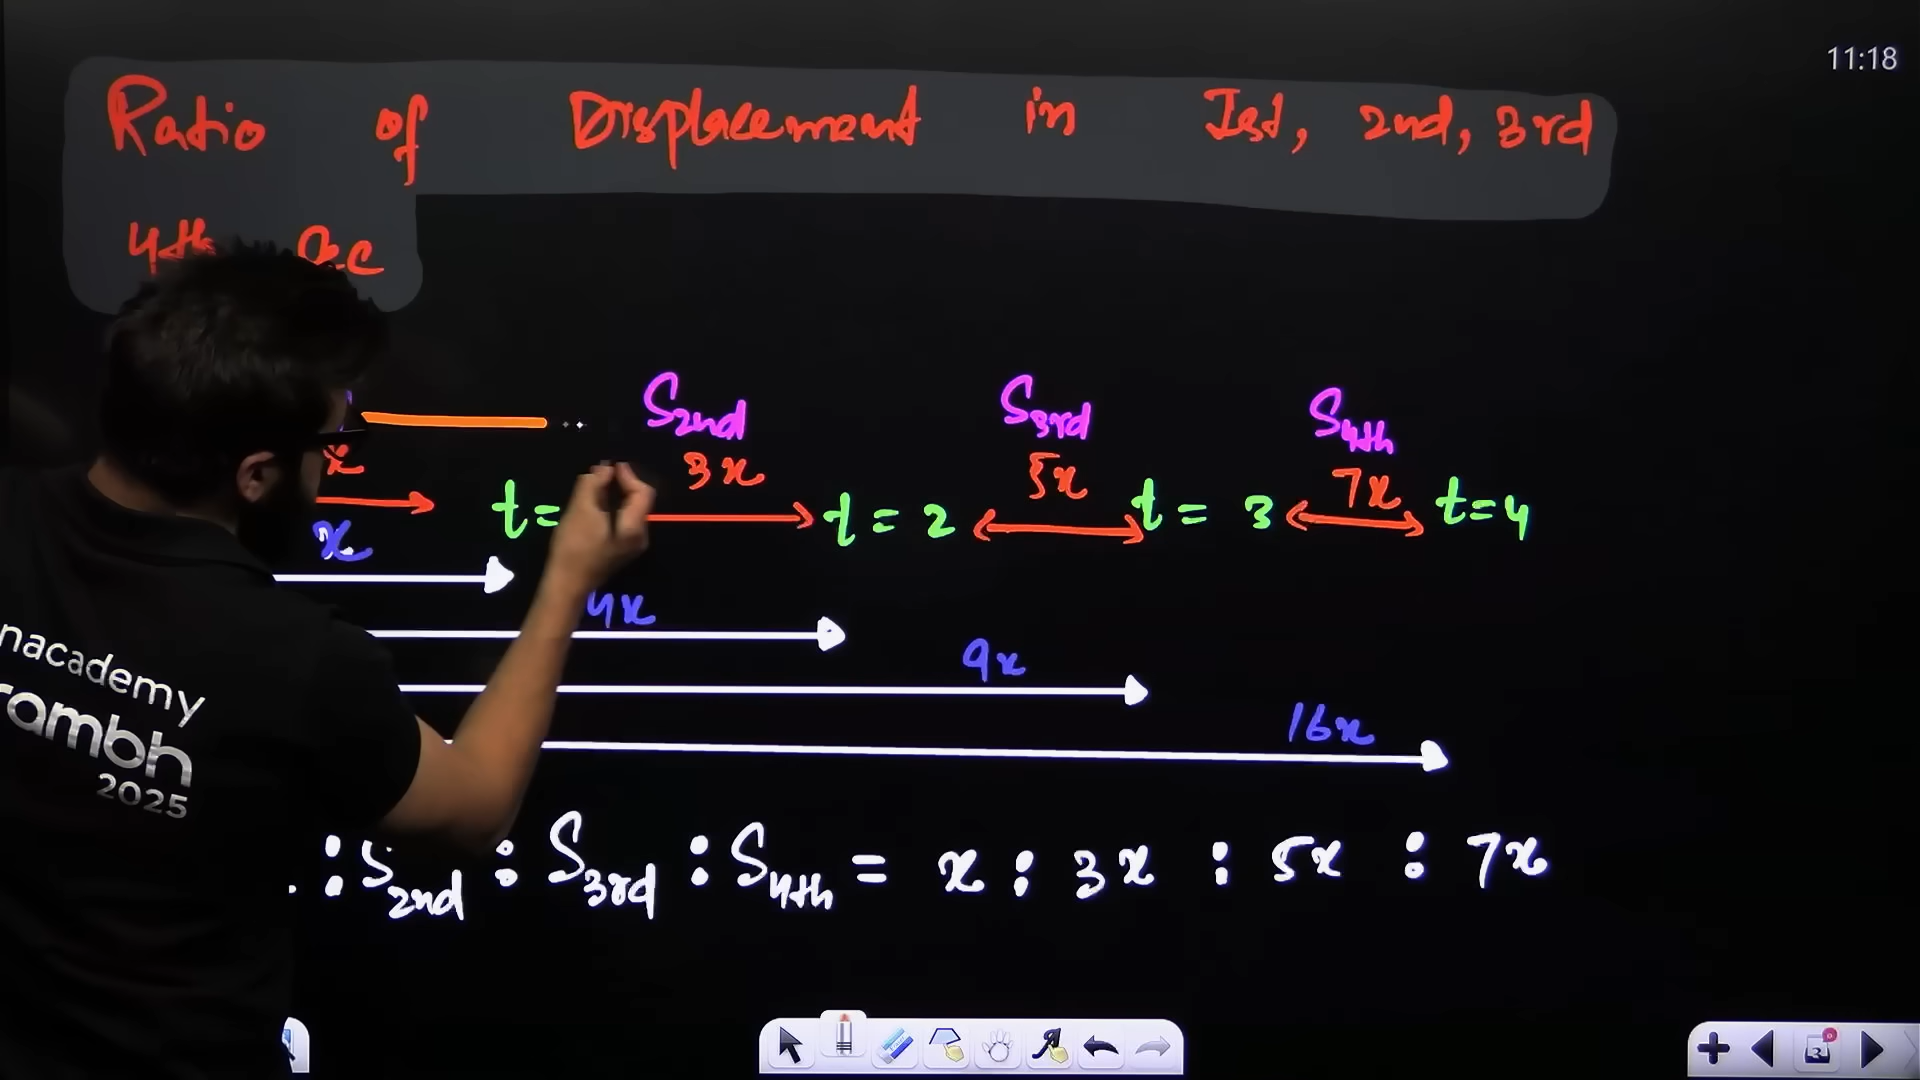 11:18
Ratio of Displacement in Ist, 2nd, 3rd
4th
S2nd S3rd S4th
x 3x 5x 7x
t= t = 2 t = 3 t=4
x
4x
9x
16x
nacademy
rambh
2025
: S2nd : S3rd : S4th = x : 3x : 5x : 7x
3